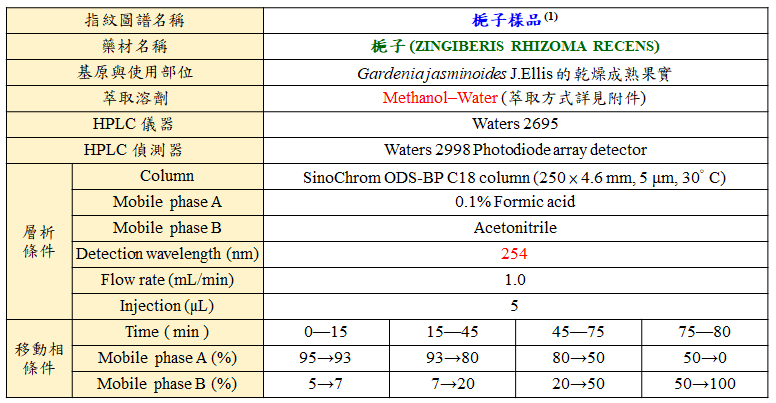 指紋圖譜名稱 梔子樣品(1)
藥材名稱 梔子 (ZINGIBERIS RHIZOMA RECENS)
基原與使用部位 Gardenia jasminoides J.Ellis 的乾燥成熟果實
萃取溶劑 Methanol–Water (萃取方式詳見附件)
HPLC 儀器 Waters 2695
HPLC 偵測器 Waters 2998 Photodiode array detector
層析條件 Column SinoChrom ODS-BP C18 column (250 x 4.6 mm, 5 μm, 30° C)
Mobile phase A 0.1% Formic acid
Mobile phase B Acetonitrile
Detection wavelength (nm) 254
Flow rate (mL/min) 1.0
Injection (μL) 5
移動相條件 Time ( min ) 0—15 15—45 45—75 75—80
Mobile phase A (%) 95→93 93→80 80→50 50→0
Mobile phase B (%) 5→7 7→20 20→50 50→100